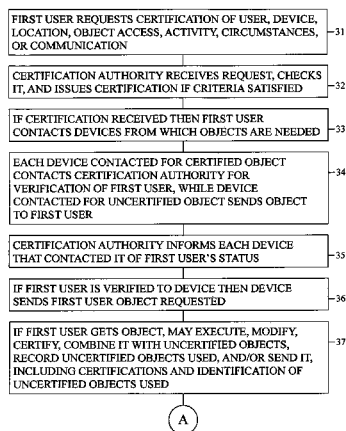 FIRST USER REQUESTS CERTIFICATION OF USER, DEVICE,
LOCATION, OBJECT ACCESS, ACTIVITY, CIRCUMSTANCES,
OR COMMUNICATION
31
CERTIFICATION AUTHORITY RECEIVES REQUEST, CHECKS
IT, AND ISSUES CERTIFICATION IF CRITERIA SATISFIED
32
IF CERTIFICATION RECEIVED THEN FIRST USER
CONTACTS DEVICES FROM WHICH OBJECTS ARE NEEDED
33
EACH DEVICE CONTACTED FOR CERTIFIED OBJECT
CONTACTS CERTIFICATION AUTHORITY FOR
VERIFICATION OF FIRST USER, WHILE DEVICE
CONTACTED FOR UNCERTIFIED OBJECT SENDS OBJECT
TO FIRST USER
34
CERTIFICATION AUTHORITY INFORMS EACH DEVICE
THAT CONTACTED IT OF FIRST USER'S STATUS
35
IF FIRST USER IS VERIFIED TO DEVICE THEN DEVICE
SENDS FIRST USER OBJECT REQUESTED
36
IF FIRST USER GETS OBJECT, MAY EXECUTE, MODIFY,
CERTIFY, COMBINE IT WITH UNCERTIFIED OBJECTS,
RECORD UNCERTIFIED OBJECTS USED, AND/OR SEND IT,
INCLUDING CERTIFICATIONS AND IDENTIFICATION OF
UNCERTIFIED OBJECTS USED
37
A